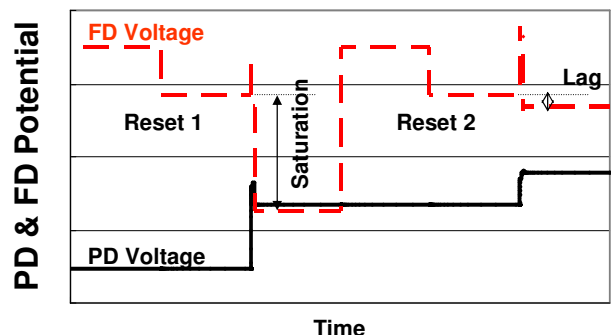 PD & FD Potential
FD Voltage
Lag
Reset 1
Saturation
Reset 2
PD Voltage
Time